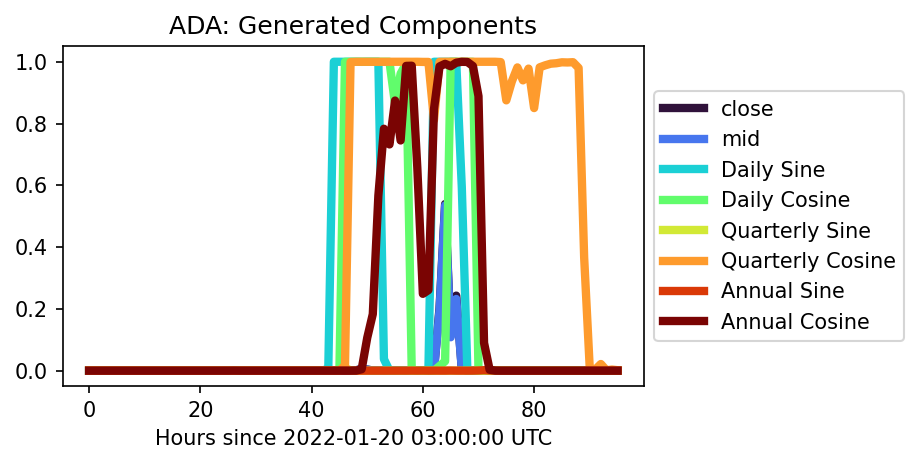 ADA: Generated Components
1.0
0.8
0.6
0.4
0.2
0.0
0 20 40 60 80
Hours since 2022-01-20 03:00:00 UTC
close
mid
Daily Sine
Daily Cosine
Quarterly Sine
Quarterly Cosine
Annual Sine
Annual Cosine